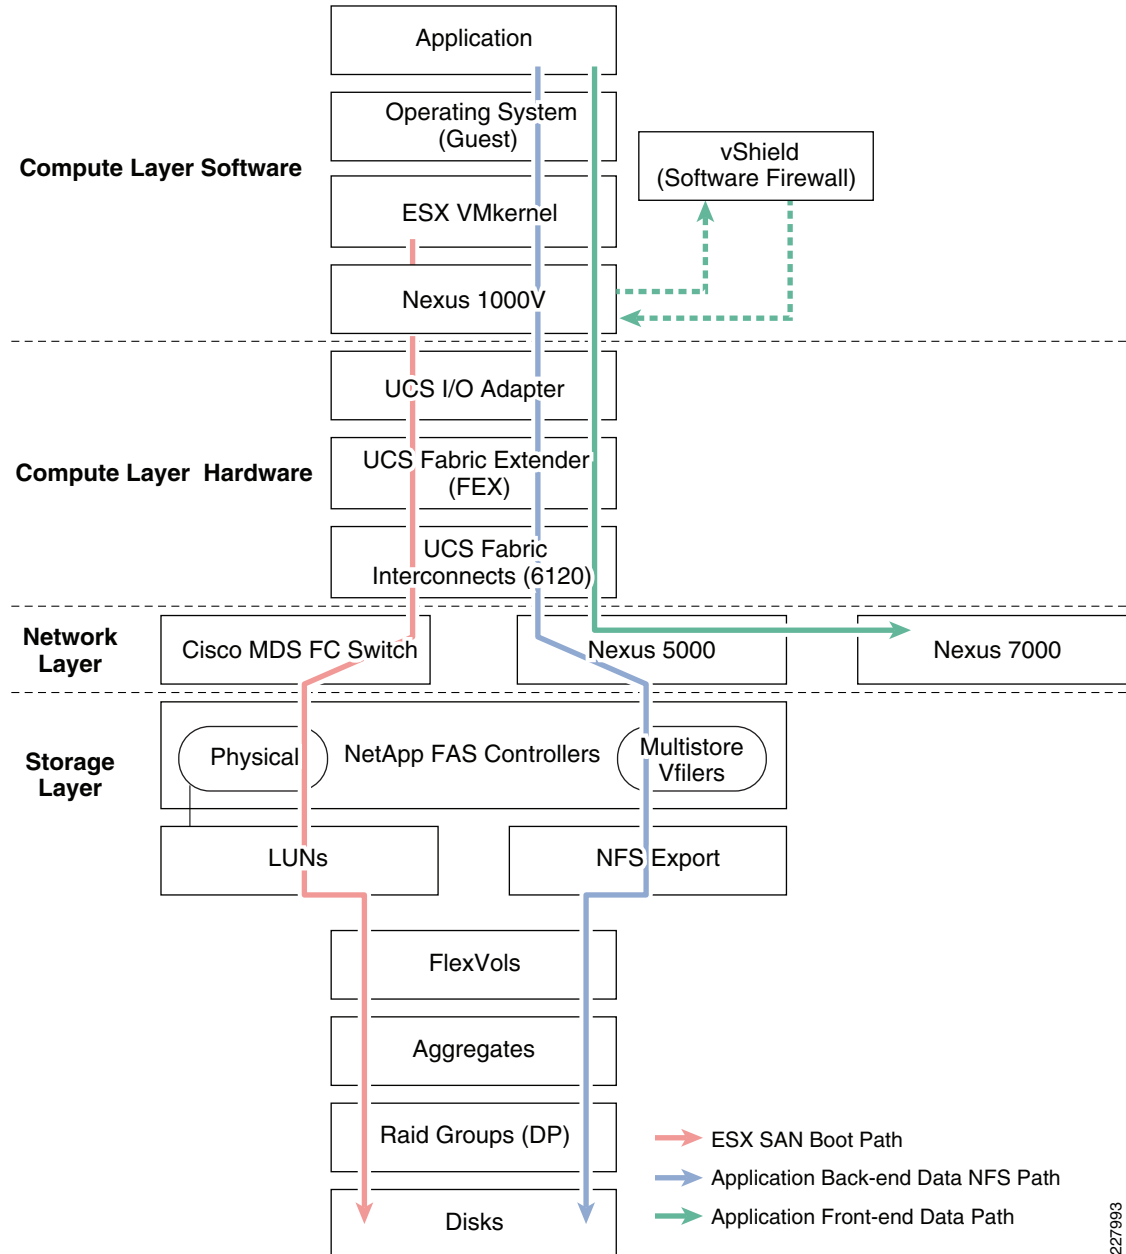 Application
Operating System
(Guest)
vShield
(Software Firewall)
Compute Layer Software
ESX VMkernel
Nexus 1000V
UCS I/O Adapter
UCS Fabric Extender
(FEX)
Compute Layer  Hardware
UCS Fabric
Interconnects (6120)
Network
Layer
Cisco MDS FC Switch
Nexus 5000
Nexus 7000
Storage
Layer
Physical
NetApp FAS Controllers
Multistore
Vfilers
LUNs
NFS Export
FlexVols
Aggregates
Raid Groups (DP)
Disks
ESX SAN Boot Path
Application Back-end Data NFS Path
Application Front-end Data Path
227993